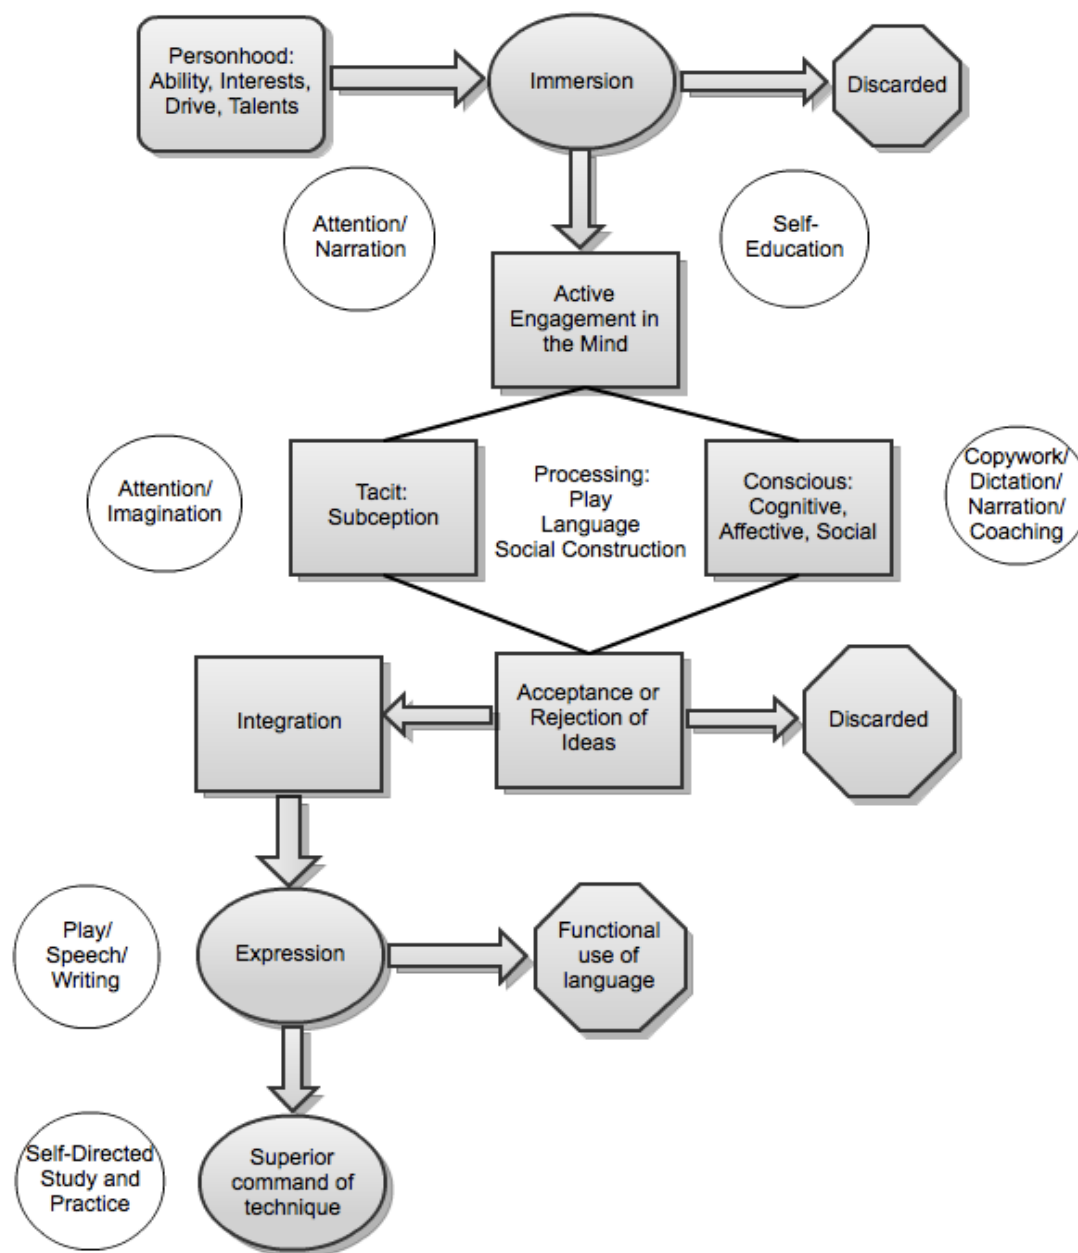 Personhood:
Ability, Interests,
Drive, Talents
Immersion
Discarded
Attention/
Narration
Self-
Education
Active
Engagement in
the Mind
Attention/
Imagination
Tacit:
Subception
Processing:
Play
Language
Social Construction
Conscious:
Cognitive,
Affective, Social
Copywork/
Dictation/
Narration/
Coaching
Integration
Acceptance or
Rejection of
Ideas
Discarded
Play/
Speech/
Writing
Expression
Functional
use of
language
Self-Directed
Study and
Practice
Superior
command of
technique